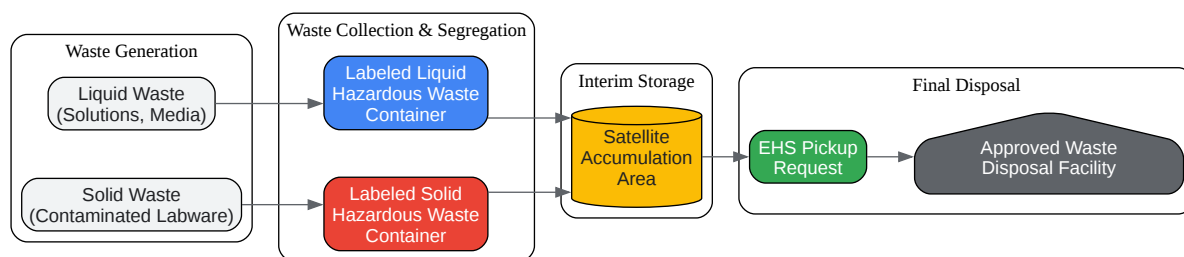 Waste Generation
Liquid Waste
(Solutions, Media)
Solid Waste
(Contaminated Labware)
Waste Collection & Segregation
Labeled Liquid
Hazardous Waste
Container
Labeled Solid
Hazardous Waste
Container
Interim Storage
Satellite
Accumulation
Area
Final Disposal
EHS Pickup
Request
Approved Waste
Disposal Facility